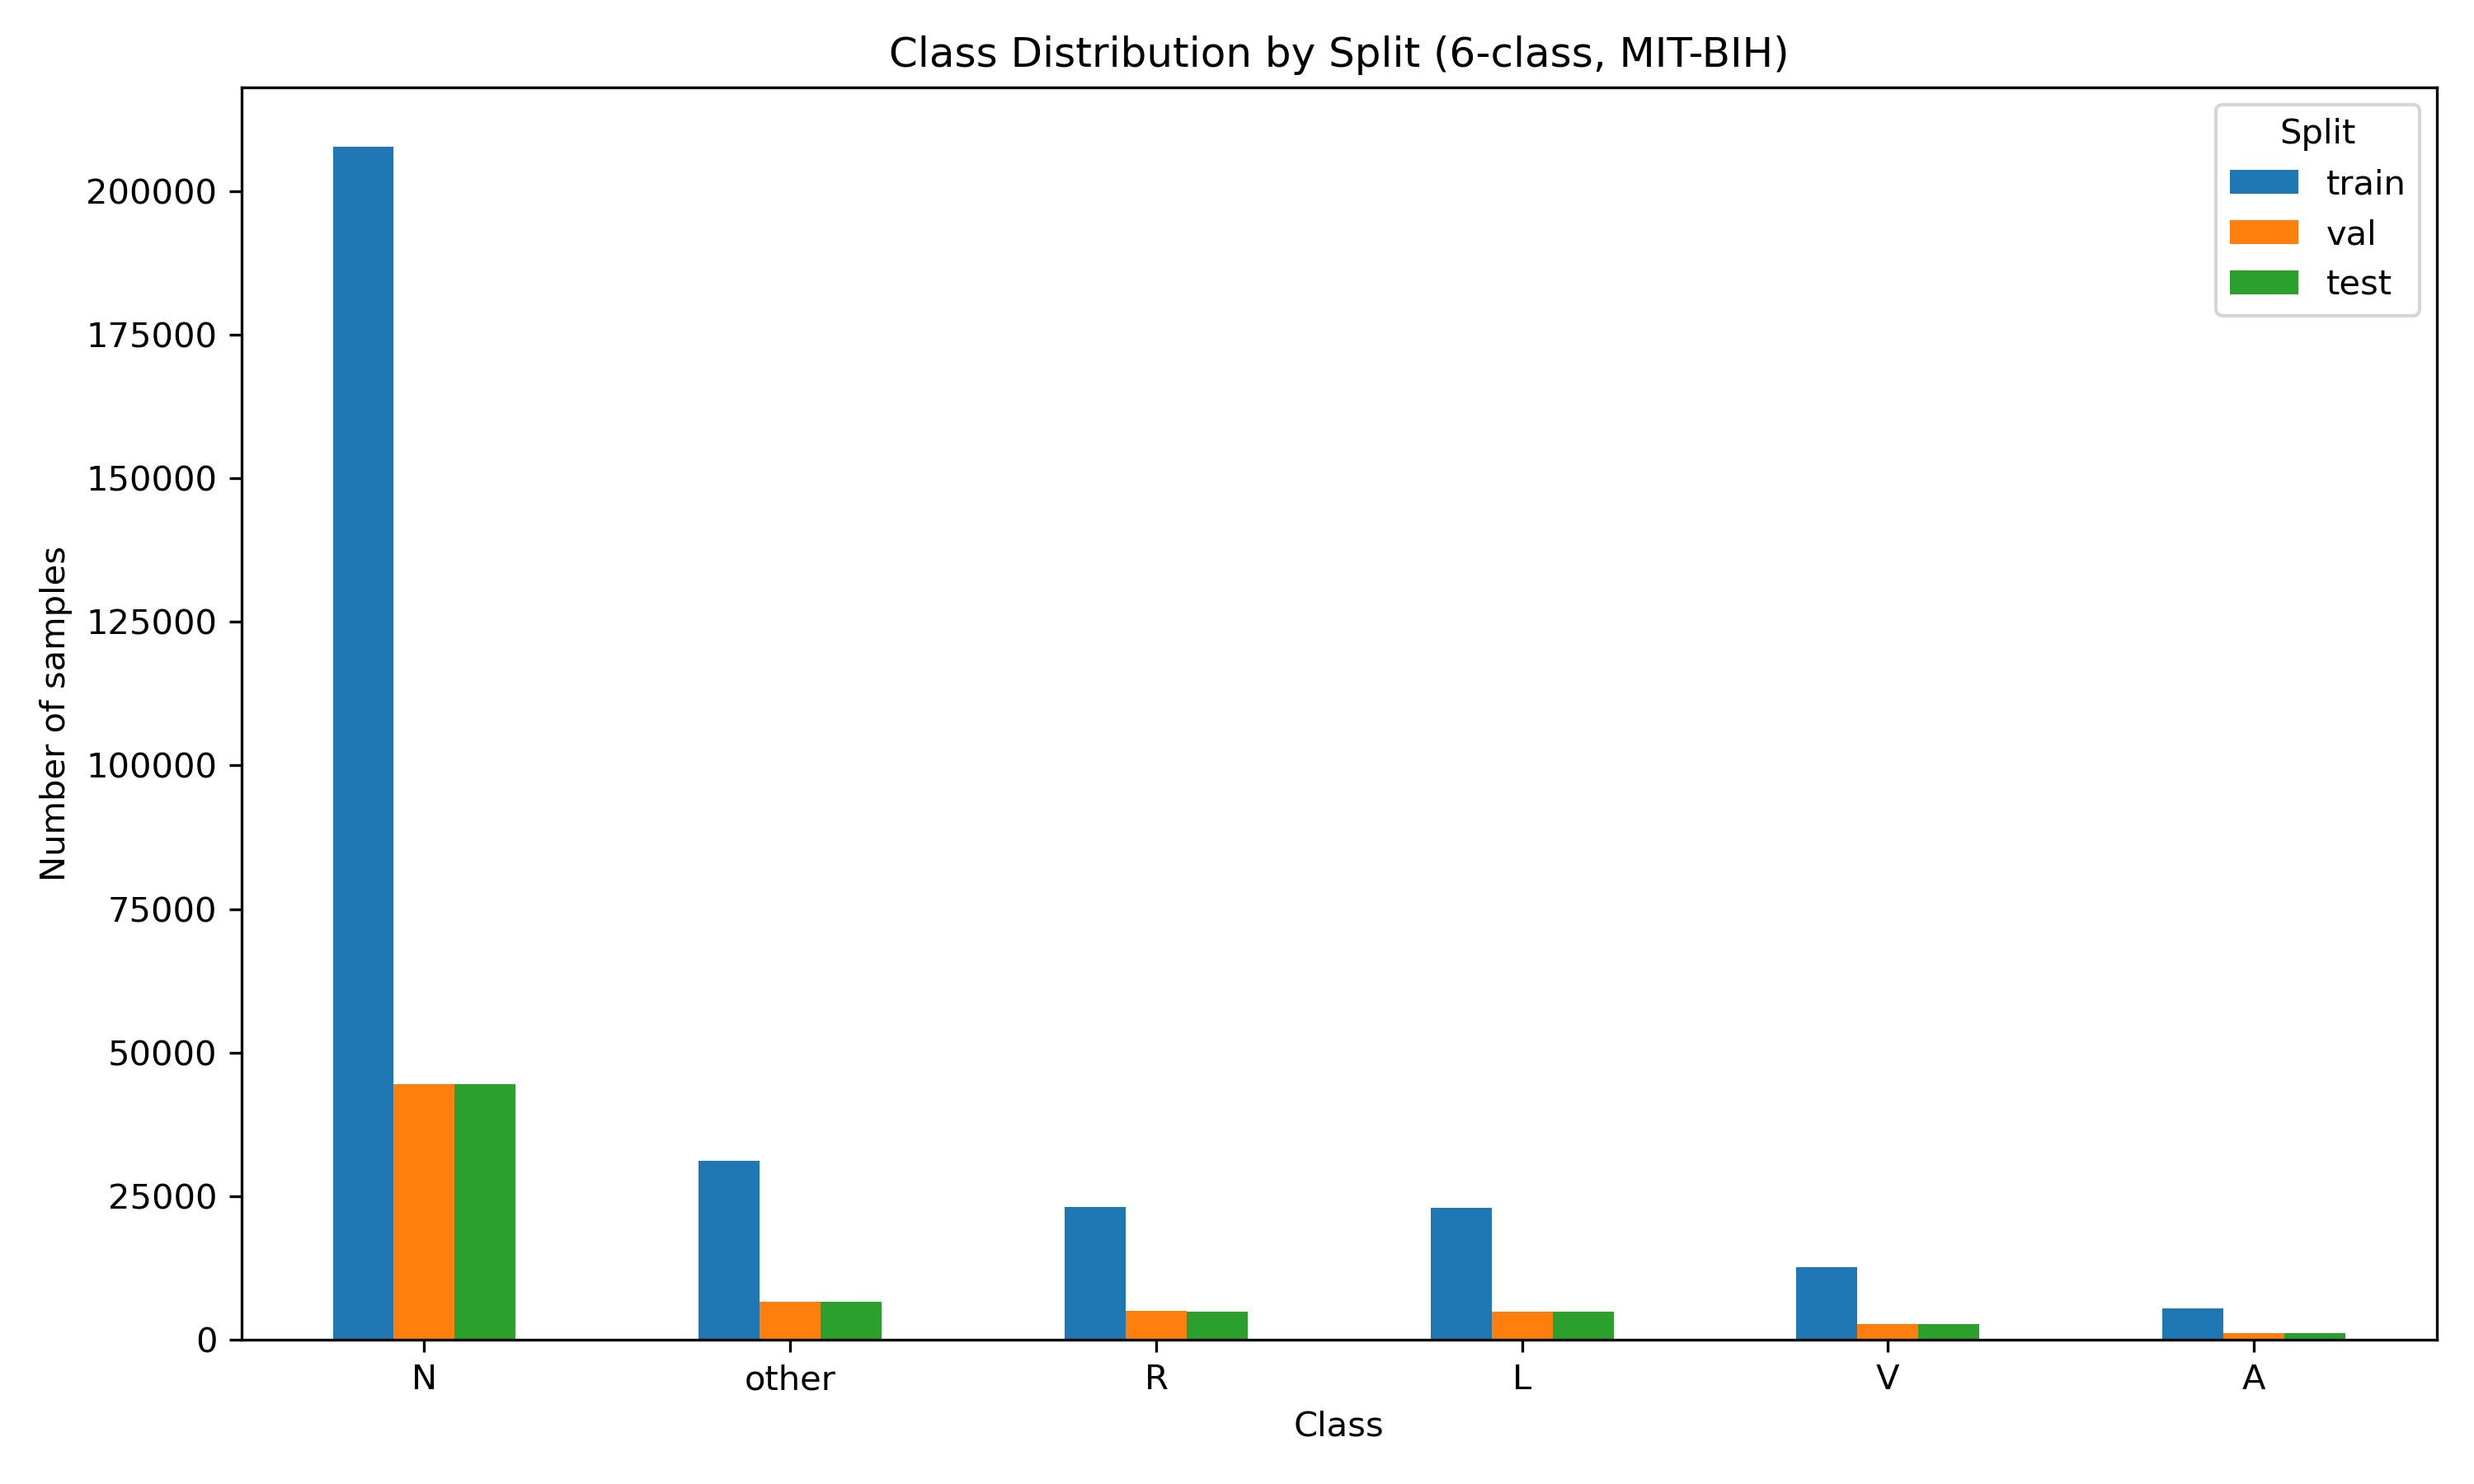 Class Distribution by Split (6-class, MIT-BIH)
Split
train
val
test
Number of samples
200000
175000
150000
125000
100000
75000
50000
25000
0
N other R L V A
Class